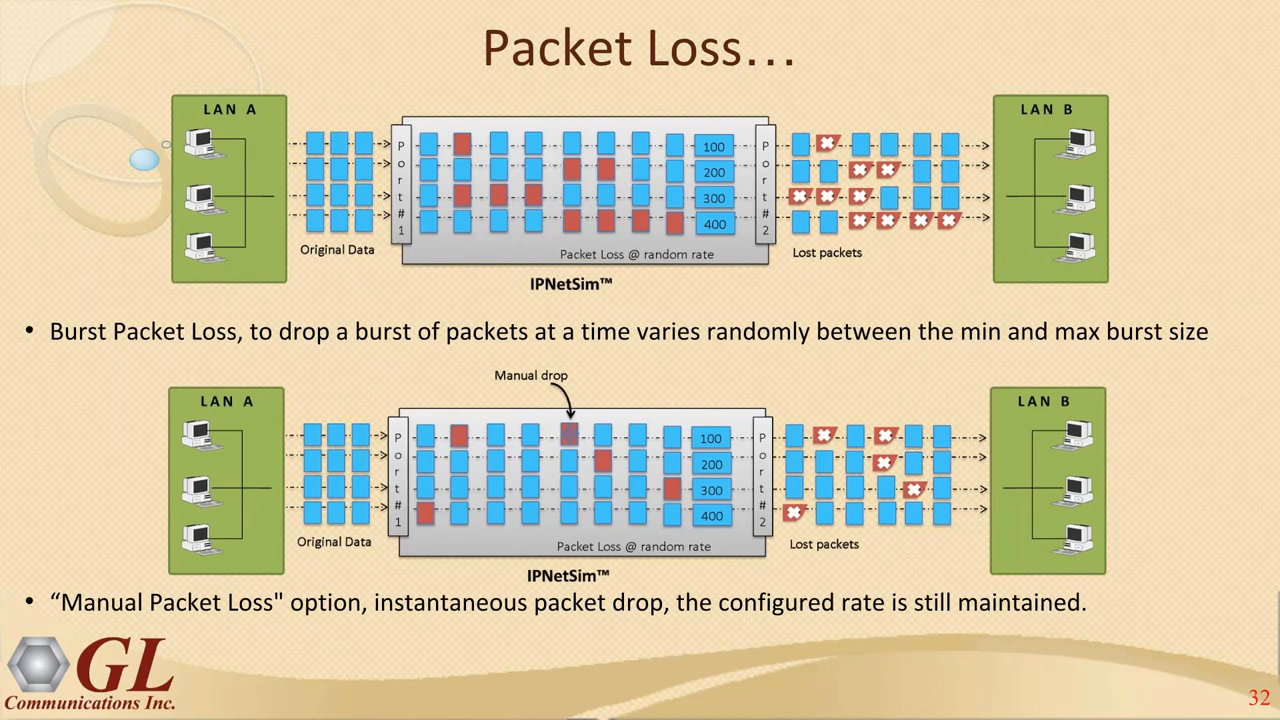 Packet Loss...
LAN A
LAN B
Port#1
100
200
300
400
Port#2
Original Data
Packet Loss @ random rate
Lost packets
IPNetSim™
• Burst Packet Loss, to drop a burst of packets at a time varies randomly between the min and max burst size
Manual drop
LAN A
LAN B
Port#1
100
200
300
400
Port#2
Original Data
Packet Loss @ random rate
Lost packets
IPNetSim™
• “Manual Packet Loss" option, instantaneous packet drop, the configured rate is still maintained.
GL
Communications Inc.
32